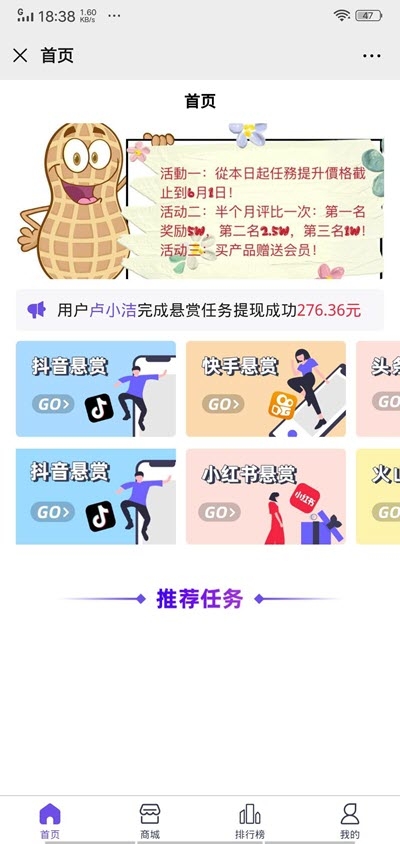 G 18:38 1.60 KB/s ... 47
首页
首页
活動一：從本日起任務提升價格截
止到6月1日！
活动二：半个月评比一次：第一名
奖励5W，第二名2.5W，第三名1W!
活动三：买产品赠送会员！
用户卢小洁完成悬赏任务提现成功276.36元
抖音悬赏 快手悬赏 头条
GO> GO> GO>
抖音悬赏 小红书悬赏 火山
小红书
GO> GO> GO>
推荐任务
首页 商城 排行榜 我的